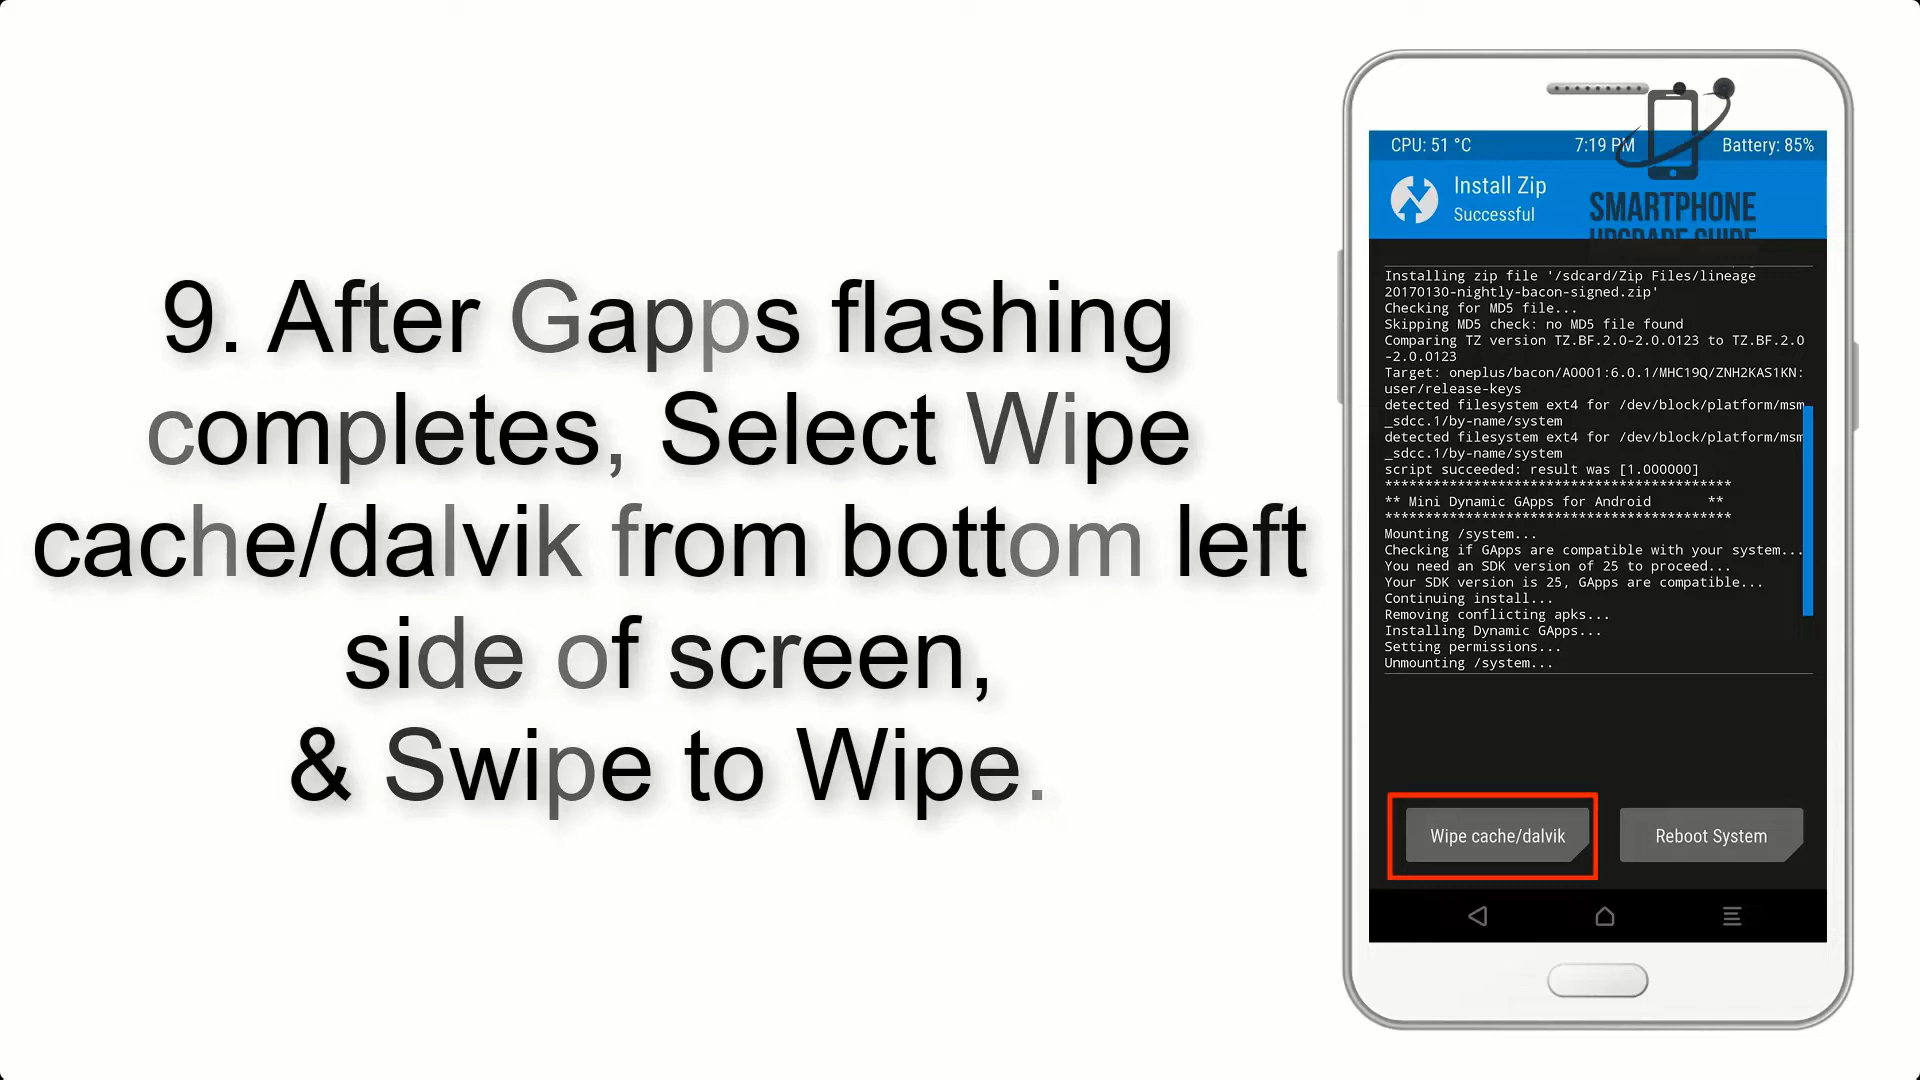 9. After Gapps flashing
completes, Select Wipe
cache/dalvik from bottom left
side of screen,
& Swipe to Wipe.
CPU: 51 °C 7:19 PM Battery: 85%
Install Zip
Successful
SMARTPHONE
UPGRADE GUIDE
Installing zip file '/sdcard/Zip Files/lineage
20170130-nightly-bacon-signed.zip'
Checking for MD5 file...
Skipping MD5 check: no MD5 file found
Comparing TZ version TZ.BF.2.0-2.0.0123 to TZ.BF.2.0
-2.0.0123
Target: oneplus/bacon/A0001:6.0.1/MHC19Q/ZNH2KAS1KN:
user/release-keys
detected filesystem ext4 for /dev/block/platform/msm
_sdcc.1/by-name/system
detected filesystem ext4 for /dev/block/platform/msm
_sdcc.1/by-name/system
script succeeded: result was [1.000000]
******************************************
** Mini Dynamic GApps for Android **
******************************************
Mounting /system...
Checking if GApps are compatible with your system...
You need an SDK version of 25 to proceed...
Your SDK version is 25, GApps are compatible...
Continuing install...
Removing conflicting apks...
Installing Dynamic GApps...
Setting permissions...
Unmounting /system...
Wipe cache/dalvik Reboot System